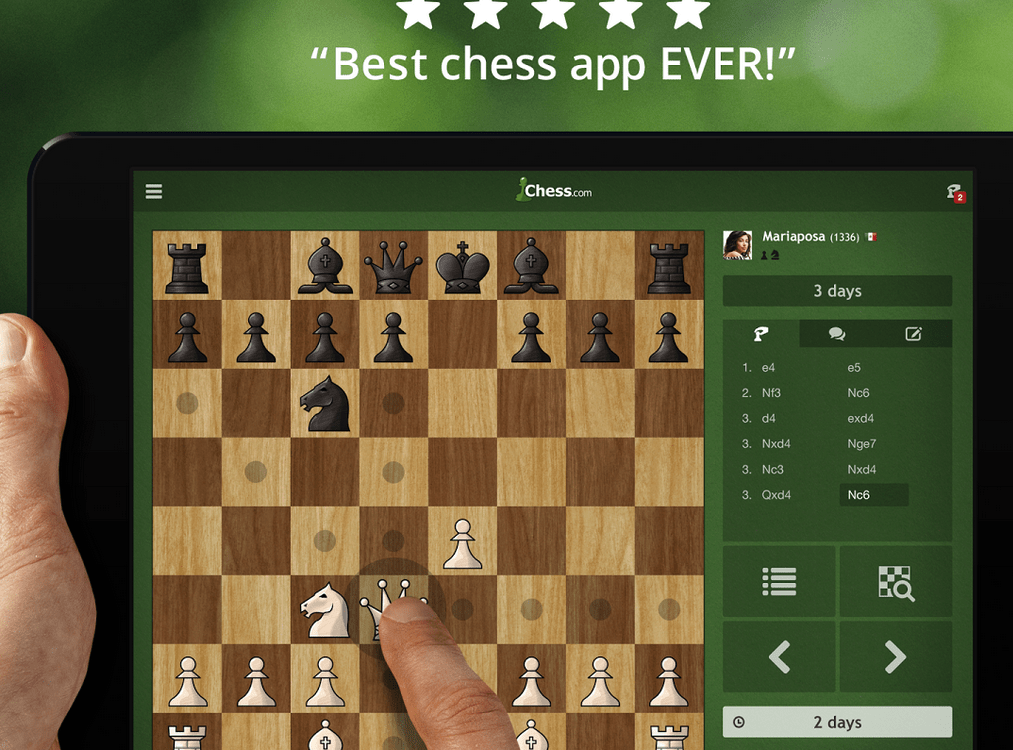 “Best chess app EVER!”
Chess.com
2
Mariaposa (1336)
3 days
1. e4 e5
2. Nf3 Nc6
3. d4 exd4
3. Nxd4 Nge7
3. Nc3 Nxd4
3. Qxd4 Nc6
2 days